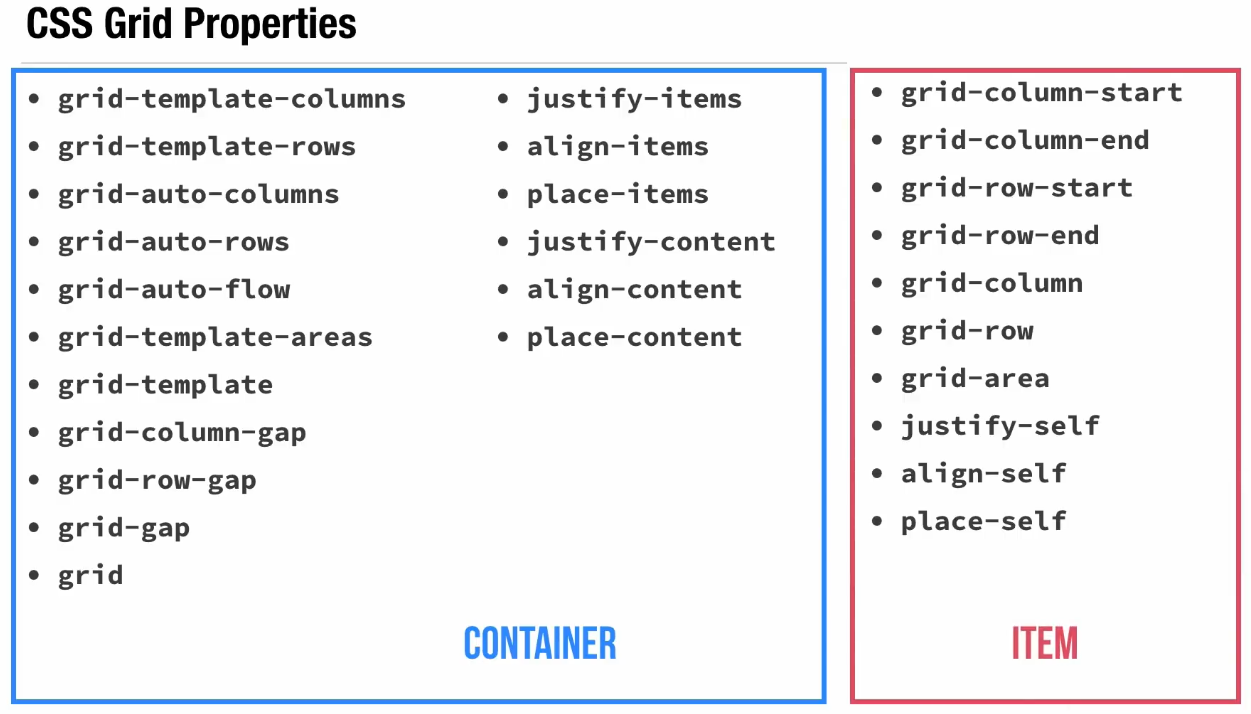 CSS Grid Properties
• grid-template-columns
• grid-template-rows
• grid-auto-columns
• grid-auto-rows
• grid-auto-flow
• grid-template-areas
• grid-template
• grid-column-gap
• grid-row-gap
• grid-gap
• grid
• justify-items
• align-items
• place-items
• justify-content
• align-content
• place-content
CONTAINER
• grid-column-start
• grid-column-end
• grid-row-start
• grid-row-end
• grid-column
• grid-row
• grid-area
• justify-self
• align-self
• place-self
ITEM